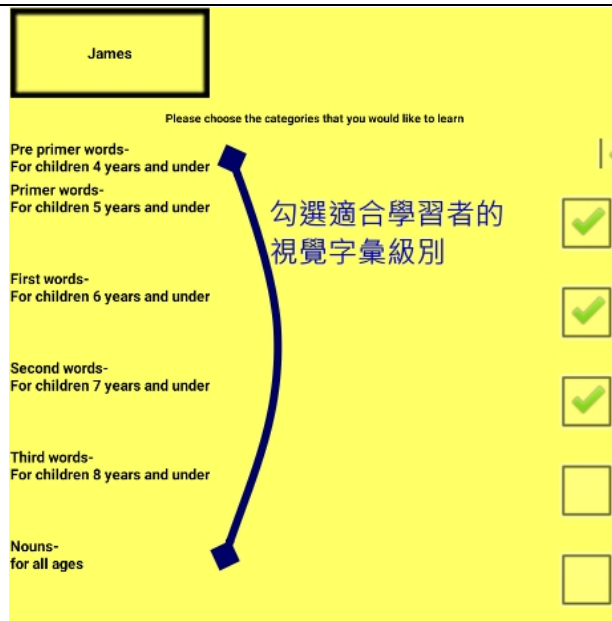 James
Please choose the categories that you would like to learn
Pre primer words-
For children 4 years and under
Primer words-
For children 5 years and under
勾選適合學習者的
視覺字彙級別
First words-
For children 6 years and under
Second words-
For children 7 years and under
Third words-
For children 8 years and under
Nouns-
for all ages